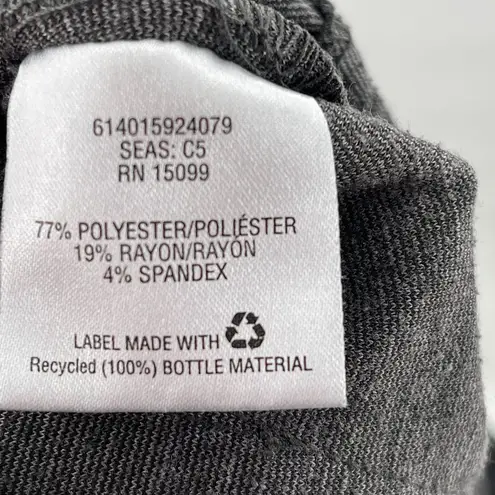 614015924079
SEAS: C5
RN 15099
77% POLYESTER/POLIÉSTER
19% RAYON/RAYÓN
4% SPANDEX
LABEL MADE WITH
Recycled (100%) BOTTLE MATERIAL